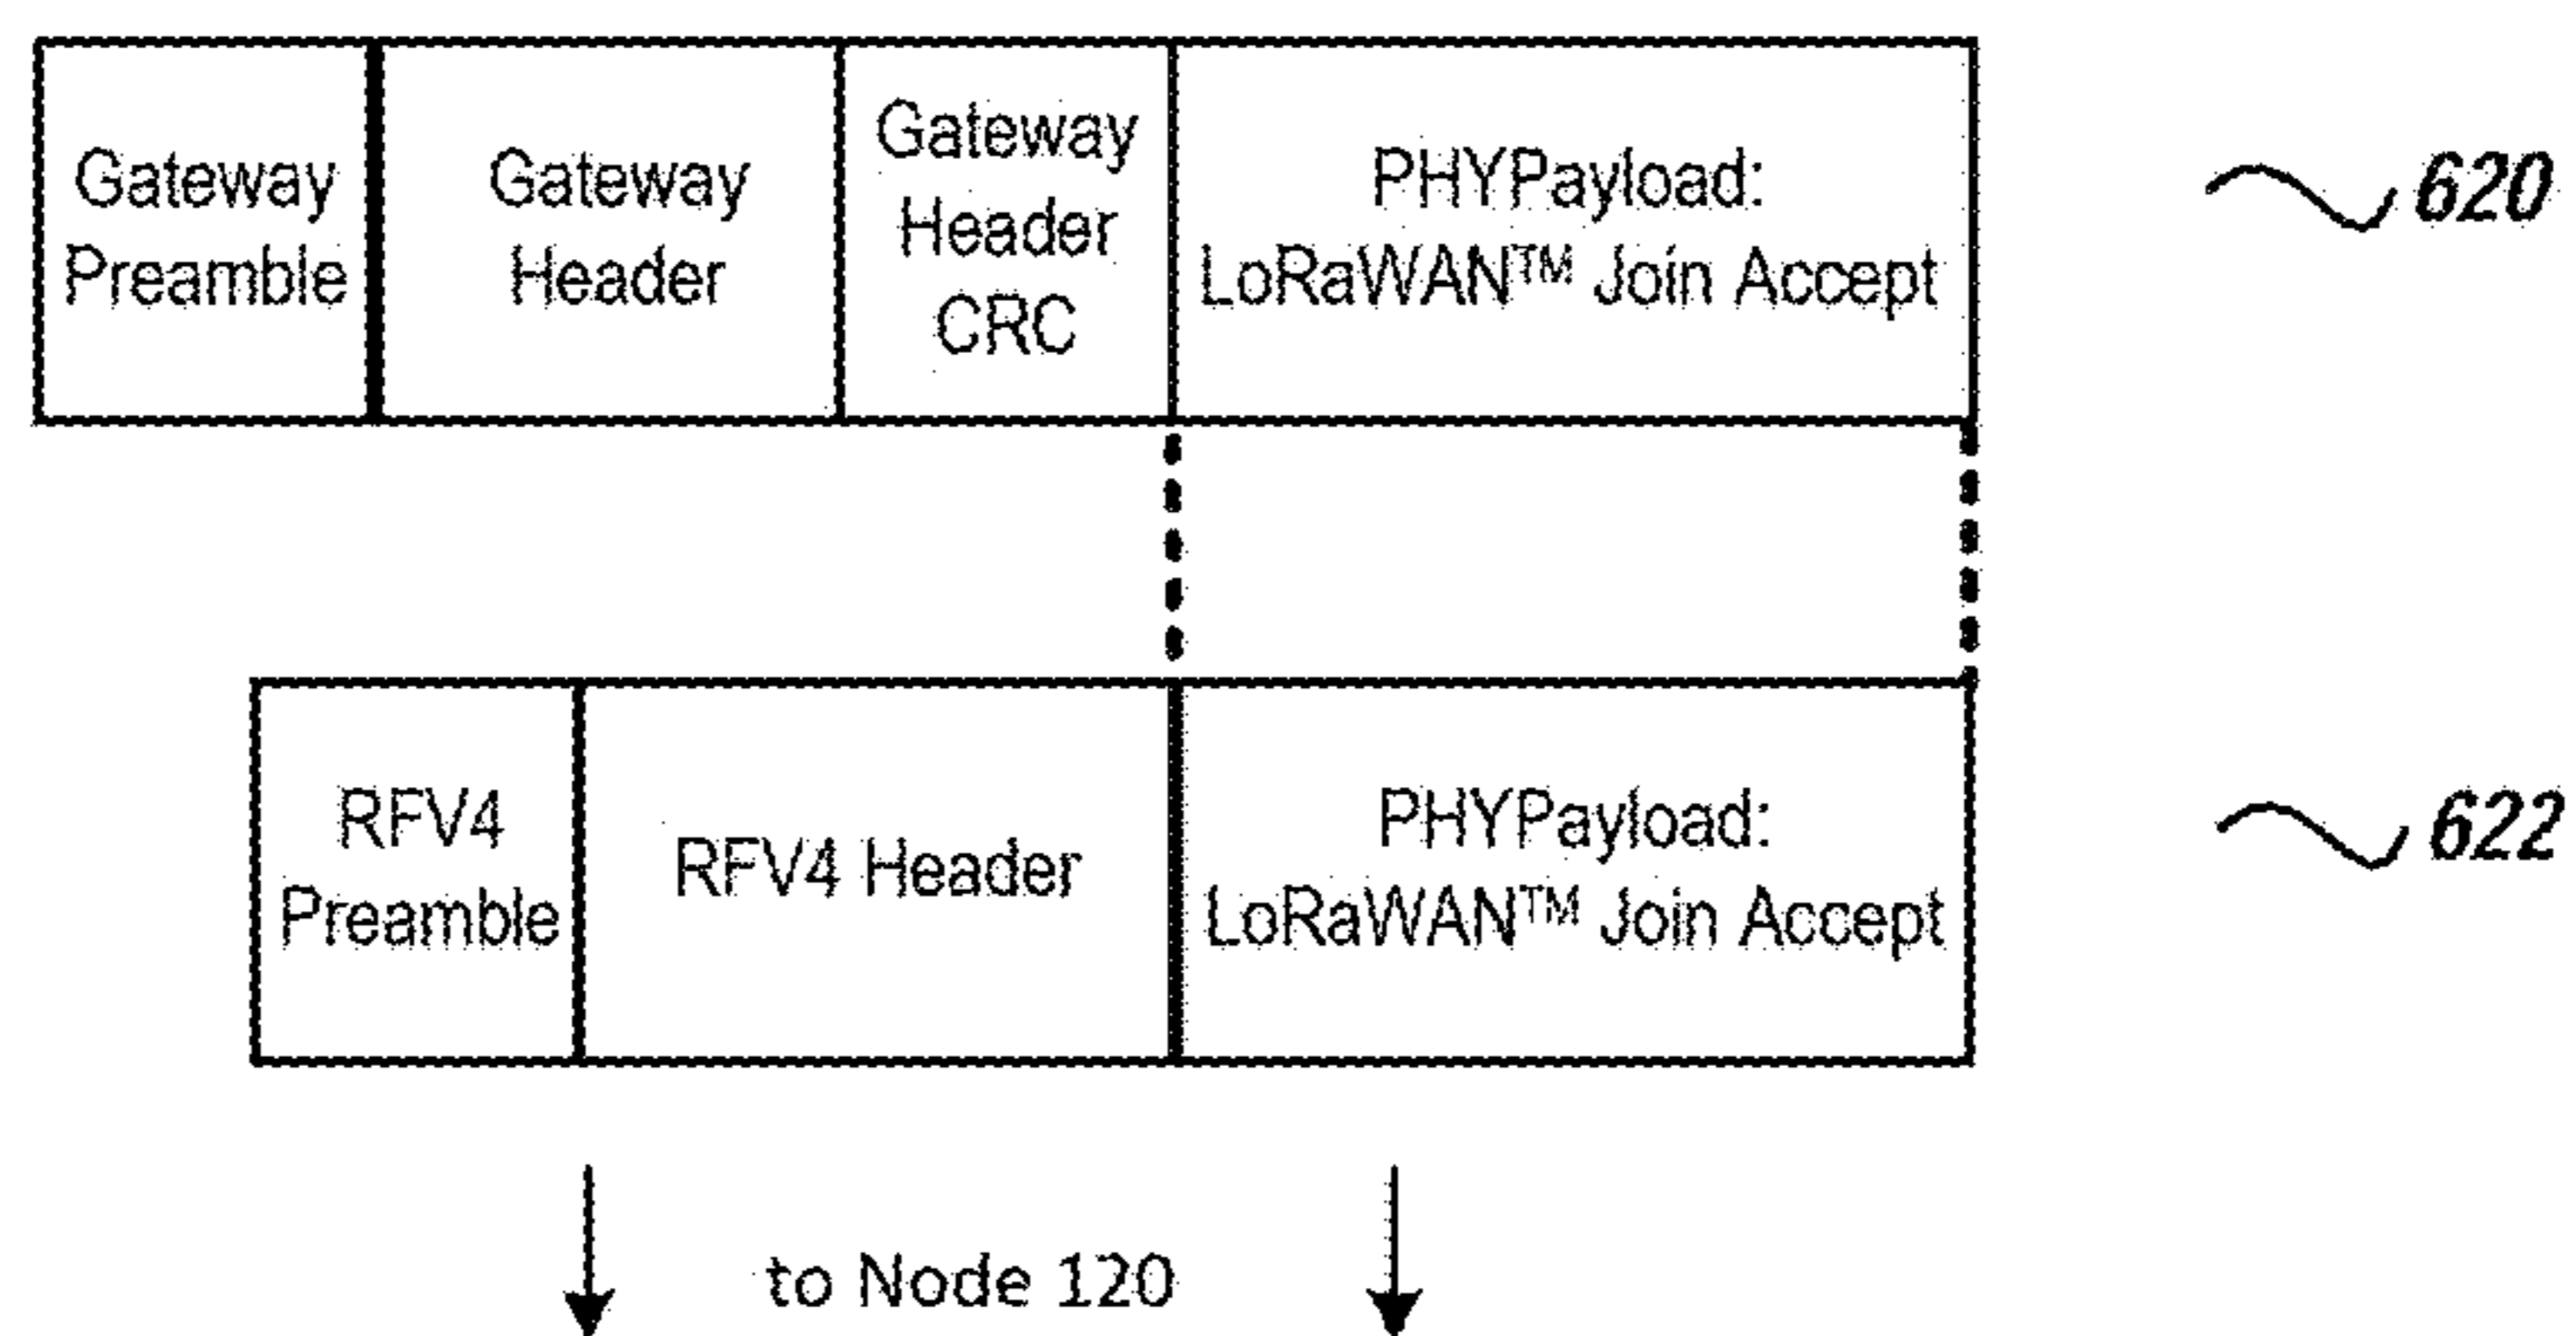 Gateway
Preamble
Gateway
Header
Gateway
Header
CRC
PHYPayload:
LoRaWAN™ Join Accept
620
RFV4
Preamble
RFV4 Header
PHYPayload:
LoRaWAN™ Join Accept
622
to Node 120